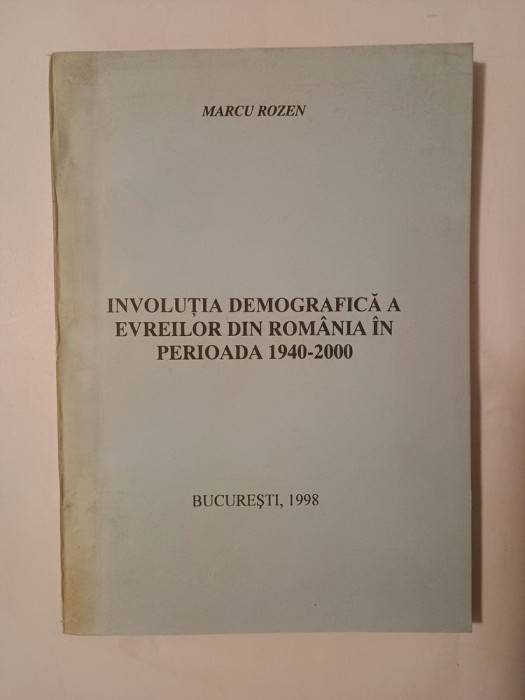 MARCU ROZEN
INVOLUȚIA DEMOGRAFICĂ A
EVREILOR DIN ROMÂNIA ÎN
PERIOADA 1940-2000
BUCUREȘTI, 1998